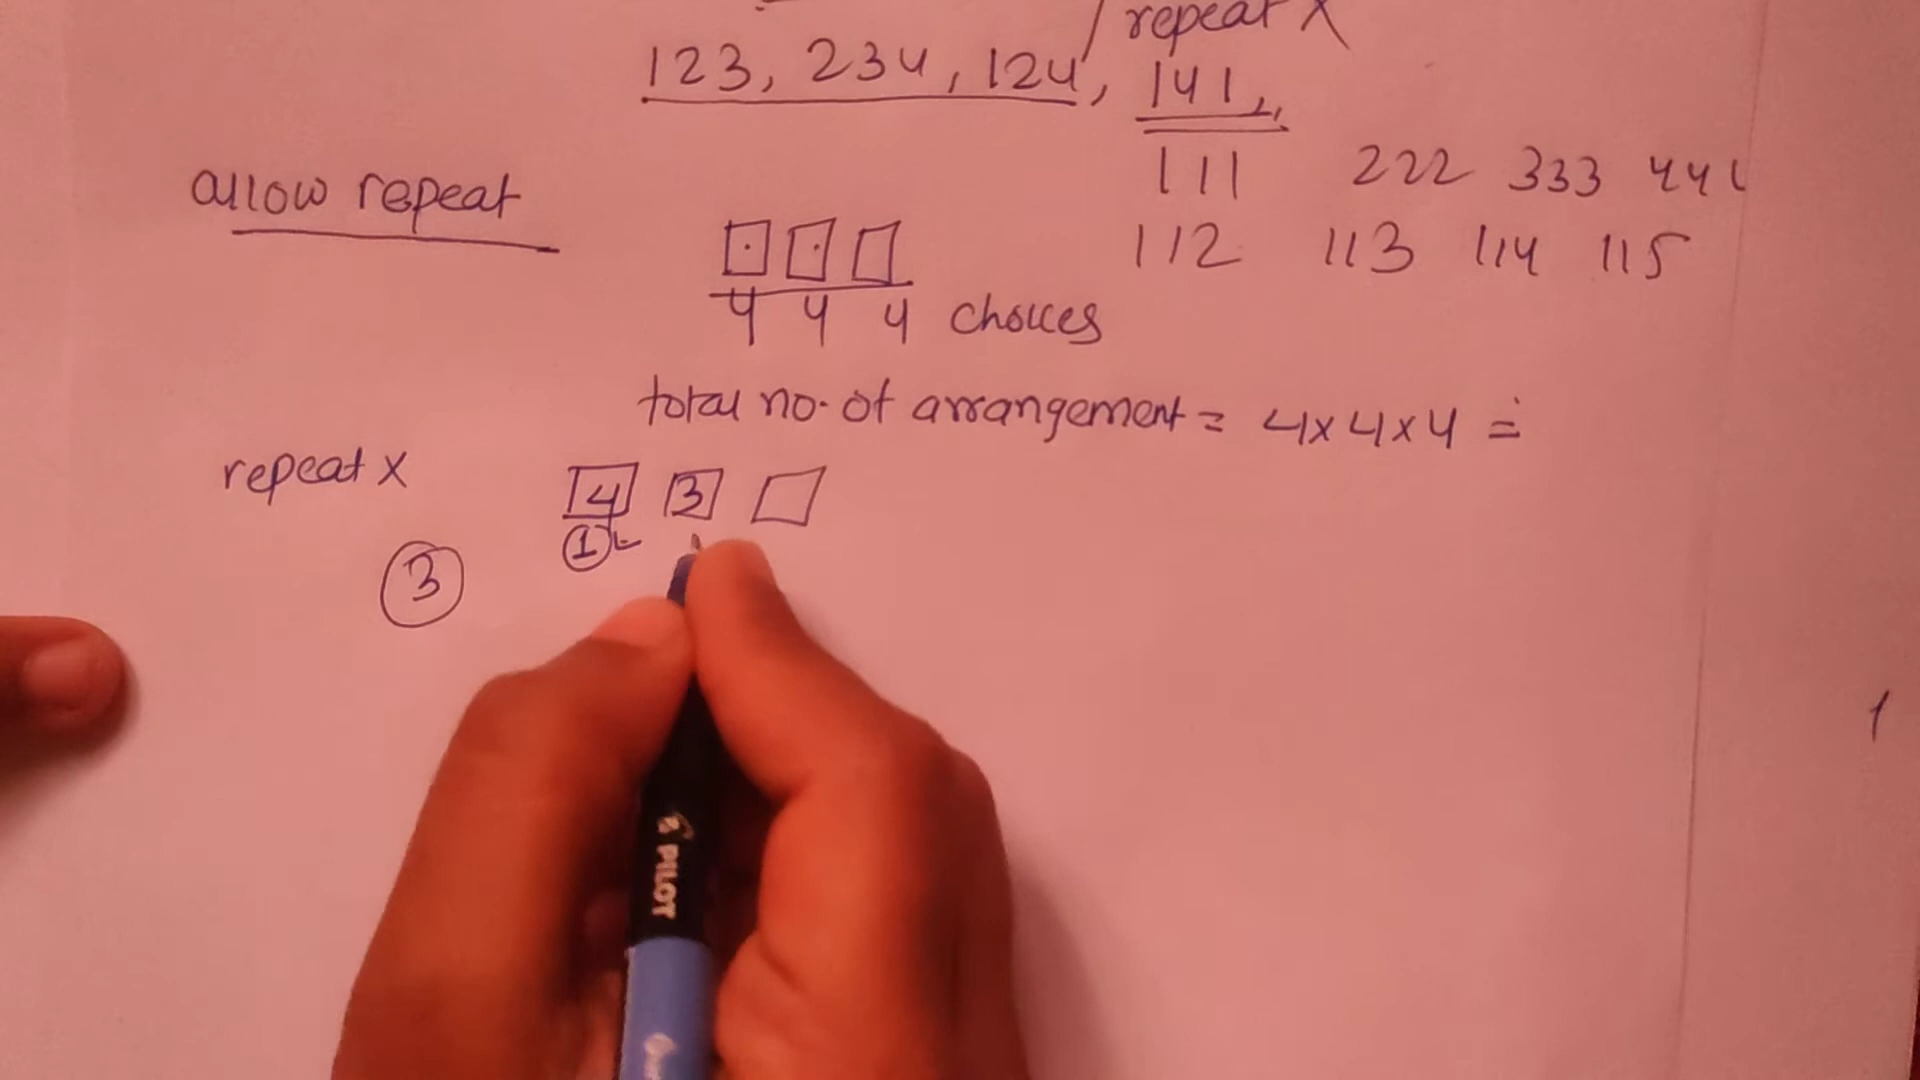 repeat X
123, 234, 124, 141,
111 222 333 444
allow repeat
112 113 114 115
4 4 4 choices
total no. of arrangement = 4x4x4 =
repeat x 4 3
1
3
PILOT